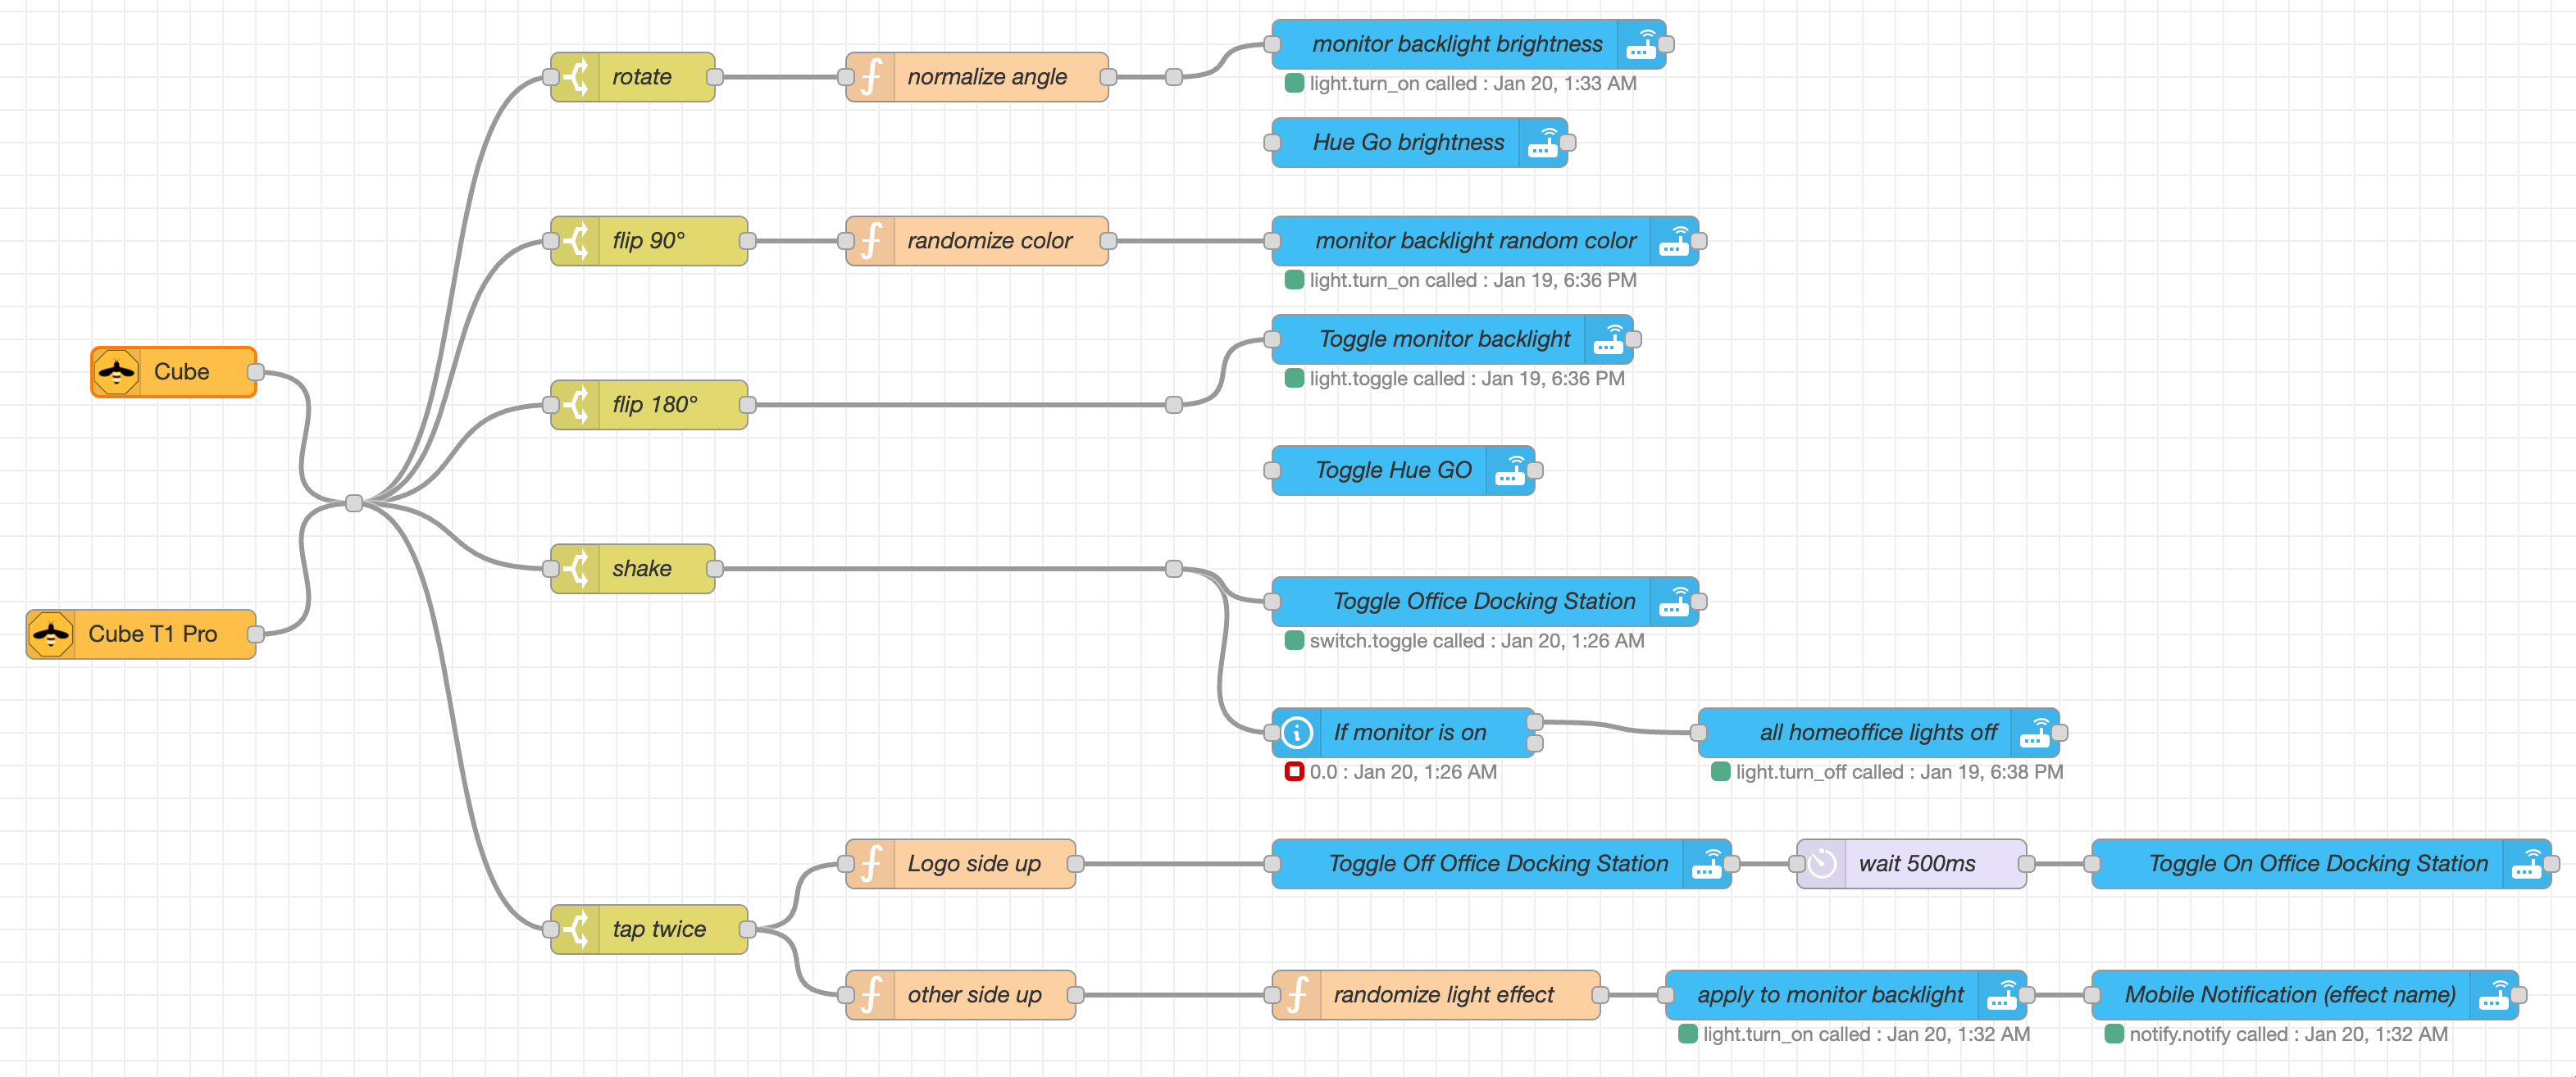 monitor backlight brightness
rotate
normalize angle
light.turn_on called : Jan 20, 1:33 AM
Hue Go brightness
flip 90°
randomize color
monitor backlight random color
light.turn_on called : Jan 19, 6:36 PM
Toggle monitor backlight
Cube
light.toggle called : Jan 19, 6:36 PM
flip 180°
Toggle Hue GO
shake
Toggle Office Docking Station
Cube T1 Pro
switch.toggle called : Jan 20, 1:26 AM
If monitor is on
all homeoffice lights off
0.0 : Jan 20, 1:26 AM
light.turn_off called : Jan 19, 6:38 PM
Logo side up
Toggle Off Office Docking Station
wait 500ms
Toggle On Office Docking Station
tap twice
other side up
randomize light effect
apply to monitor backlight
Mobile Notification (effect name)
light.turn_on called : Jan 20, 1:32 AM
notify.notify called : Jan 20, 1:32 AM